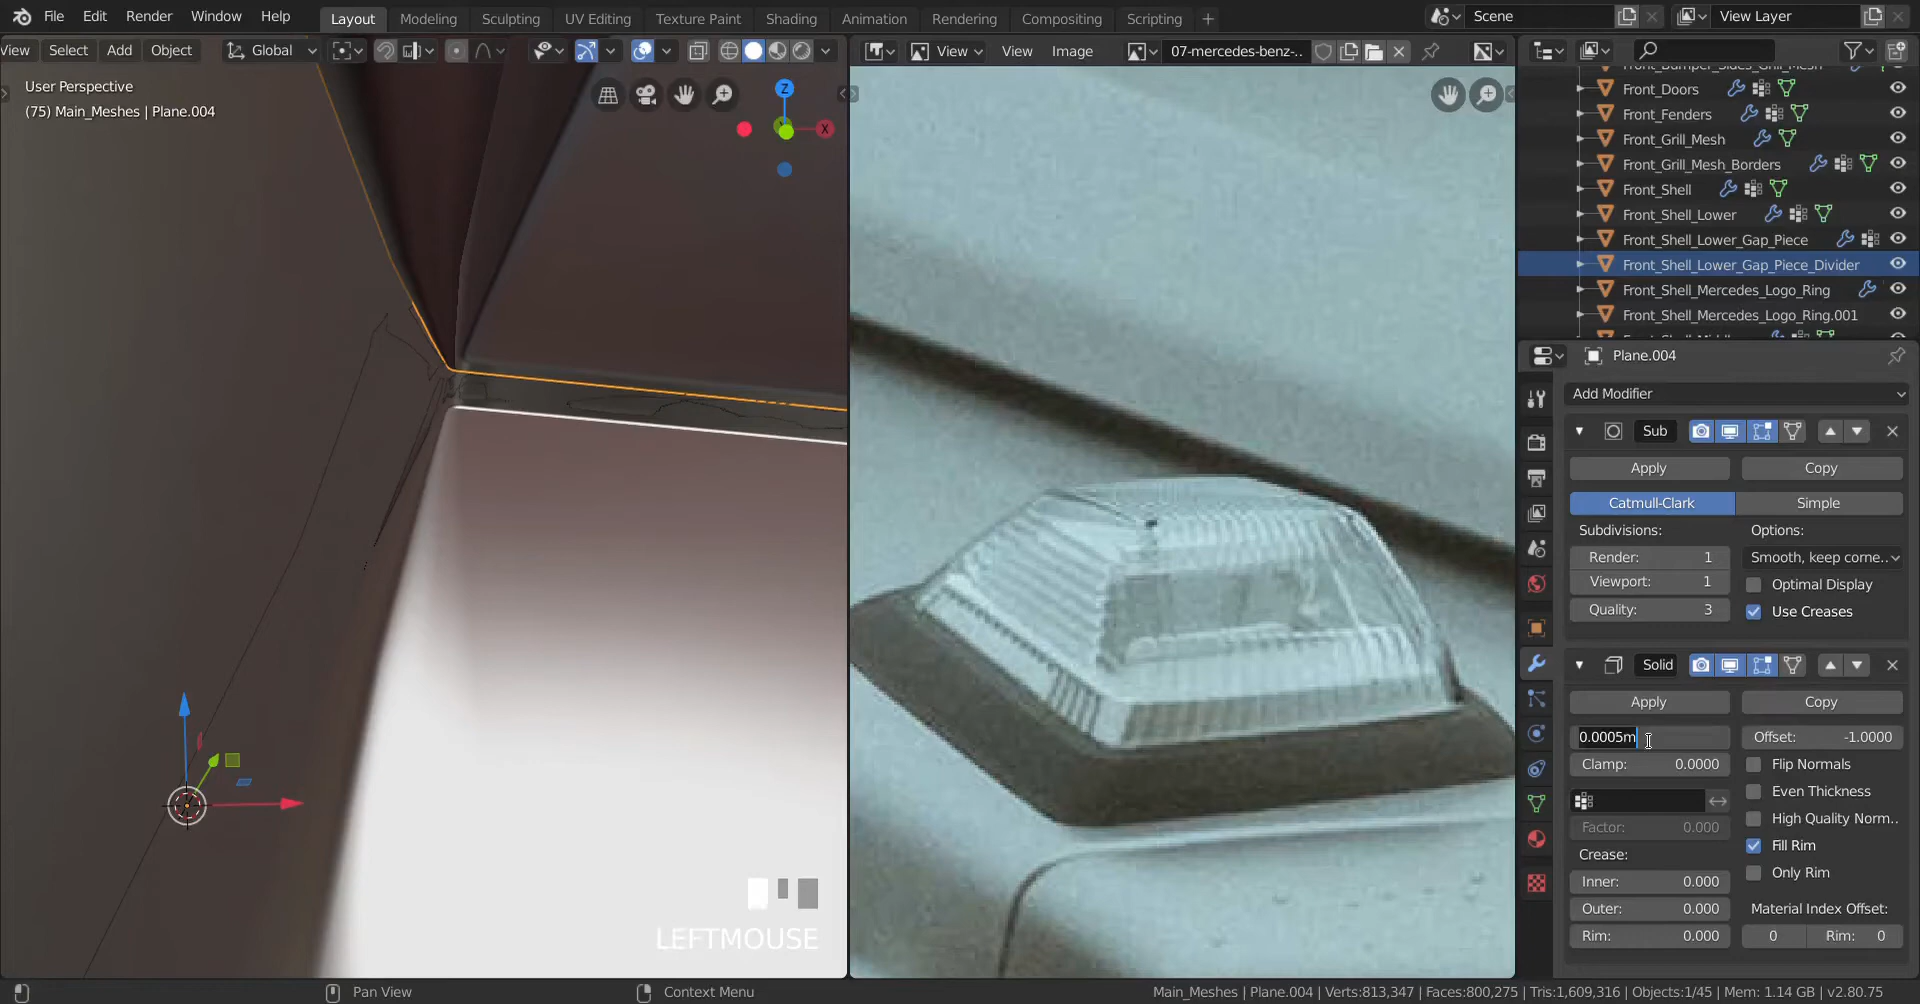 File Edit Render Window Help Layout Modeling Sculpting UV Editing Texture Paint Shading Animation Rendering Compositing Scripting + Scene View Layer
View Select Add Object Global View View Image 07-mercedes-benz-..
User Perspective
(75) Main_Meshes | Plane.004
Z
X
Front_Bumper_Sides_Grill_Mesh
Front_Doors
Front_Fenders
Front_Grill_Mesh
Front_Grill_Mesh_Borders
Front_Shell
Front_Shell_Lower
Front_Shell_Lower_Gap_Piece
Front_Shell_Lower_Gap_Piece_Divider
Front_Shell_Mercedes_Logo_Ring
Front_Shell_Mercedes_Logo_Ring.001
Plane.004
Add Modifier
Sub
Apply Copy
Catmull-Clark Simple
Subdivisions: Options:
Render: 1 Smooth, keep corne..
Viewport: 1 Optimal Display
Quality: 3 Use Creases
Solid
Apply Copy
0.0005m Offset: -1.0000
Clamp: 0.0000 Flip Normals
Even Thickness
Factor: 0.000 High Quality Norm..
Crease: Fill Rim
Inner: 0.000 Only Rim
Outer: 0.000 Material Index Offset:
Rim: 0.000 0 Rim: 0
LEFTMOUSE
Pan View Context Menu Main_Meshes | Plane.004 | Verts:813,347 | Faces:800,275 | Tris:1,609,316 | Objects:1/45 | Mem: 1.14 GB | v2.80.75